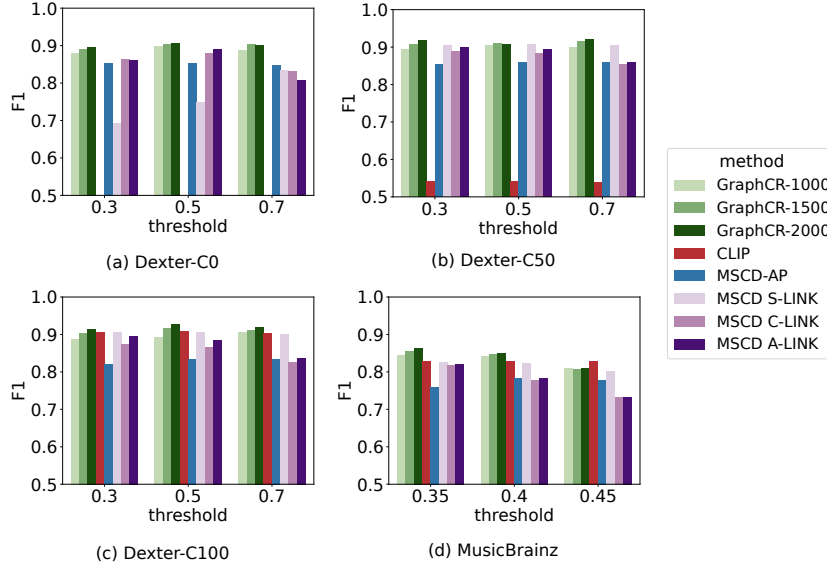 1.0
0.9
0.8
0.7
0.6
0.5
F1
0.3 0.5 0.7
threshold
(a) Dexter-C0
1.0
0.9
0.8
0.7
0.6
0.5
F1
0.3 0.5 0.7
threshold
(b) Dexter-C50
method
GraphCR-1000
GraphCR-1500
GraphCR-2000
CLIP
MSCD-AP
MSCD S-LINK
MSCD C-LINK
MSCD A-LINK
1.0
0.9
0.8
0.7
0.6
0.5
F1
0.3 0.5 0.7
threshold
(c) Dexter-C100
1.0
0.9
0.8
0.7
0.6
0.5
F1
0.35 0.4 0.45
threshold
(d) MusicBrainz